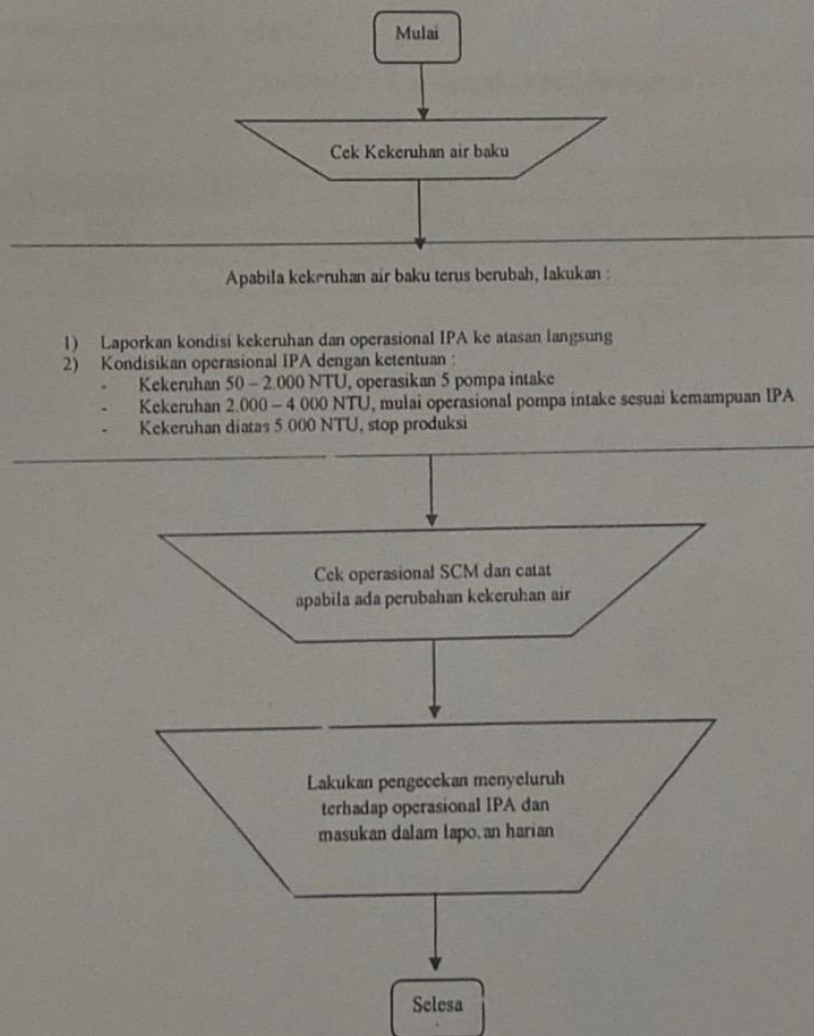 Mulai
Cek Kekeruhan air baku
Apabila kekeruhan air baku terus berubah, lakukan :
1) Laporkan kondisi kekeruhan dan operasional IPA ke atasan langsung
2) Kondisikan operasional IPA dengan ketentuan :
- Kekeruhan 50 – 2.000 NTU, operasikan 5 pompa intake
- Kekeruhan 2.000 – 4.000 NTU, mulai operasional pompa intake sesuai kemampuan IPA
- Kekeruhan diatas 5.000 NTU, stop produksi
Cek operasional SCM dan catat
apabila ada perubahan kekeruhan air
Lakukan pengecekan menyeluruh
terhadap operasional IPA dan
masukan dalam laporan harian
Selesa